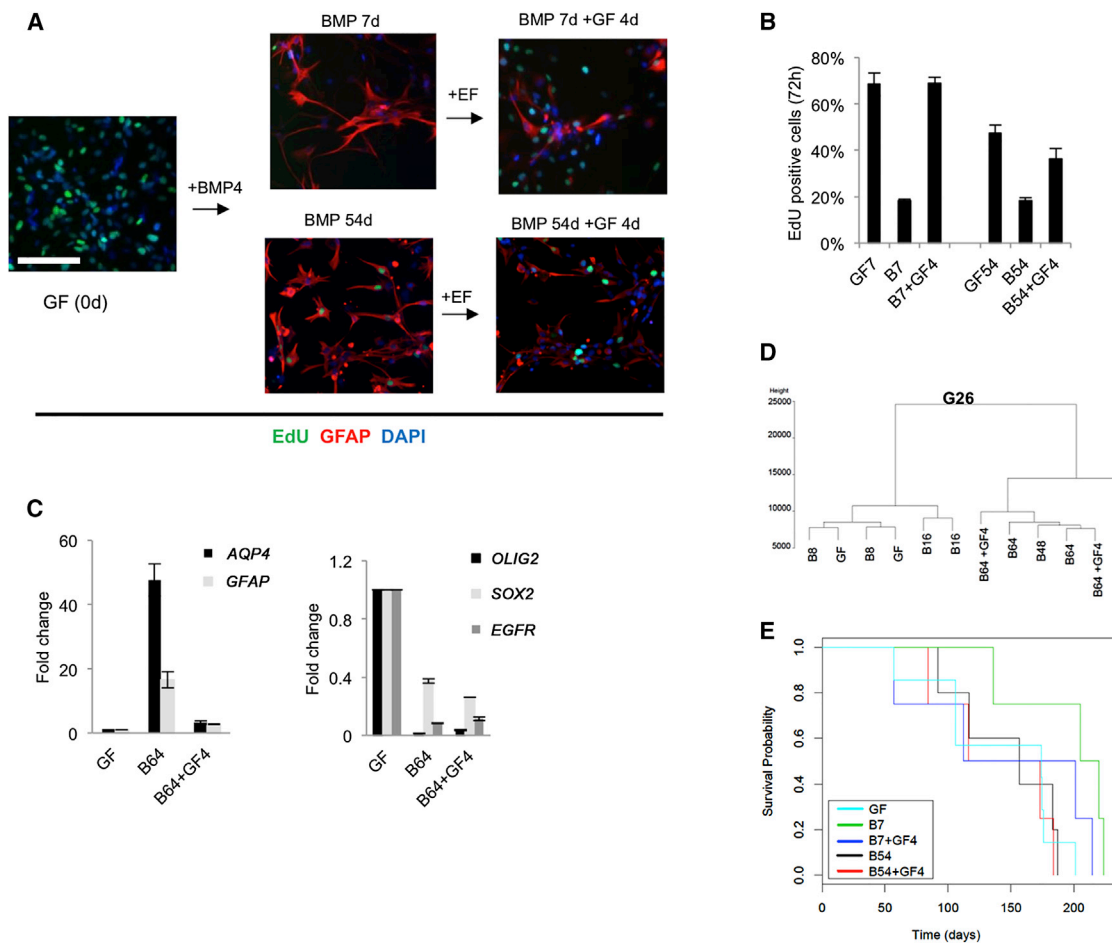 A
BMP 7d
BMP 7d +GF 4d
+EF
+BMP4
GF (0d)
BMP 54d
BMP 54d +GF 4d
+EF
EdU GFAP DAPI
B
EdU positive cells (72h)
80%
60%
40%
20%
0%
GF7
B7
B7+GF4
GF54
B54
B54+GF4
C
Fold change
60
40
20
0
AQP4
GFAP
GF
B64
B64+GF4
Fold change
1.2
0.8
0.4
0
OLIG2
SOX2
EGFR
GF
B64
B64+GF4
D
Height
G26
25000
20000
15000
10000
5000
B8
GF
B8
GF
B16
B16
B64 +GF4
B64
B48
B64
B64 +GF4
E
Survival Probability
1.0
0.8
0.6
0.4
0.2
0.0
GF
B7
B7+GF4
B54
B54+GF4
0
50
100
150
200
Time (days)